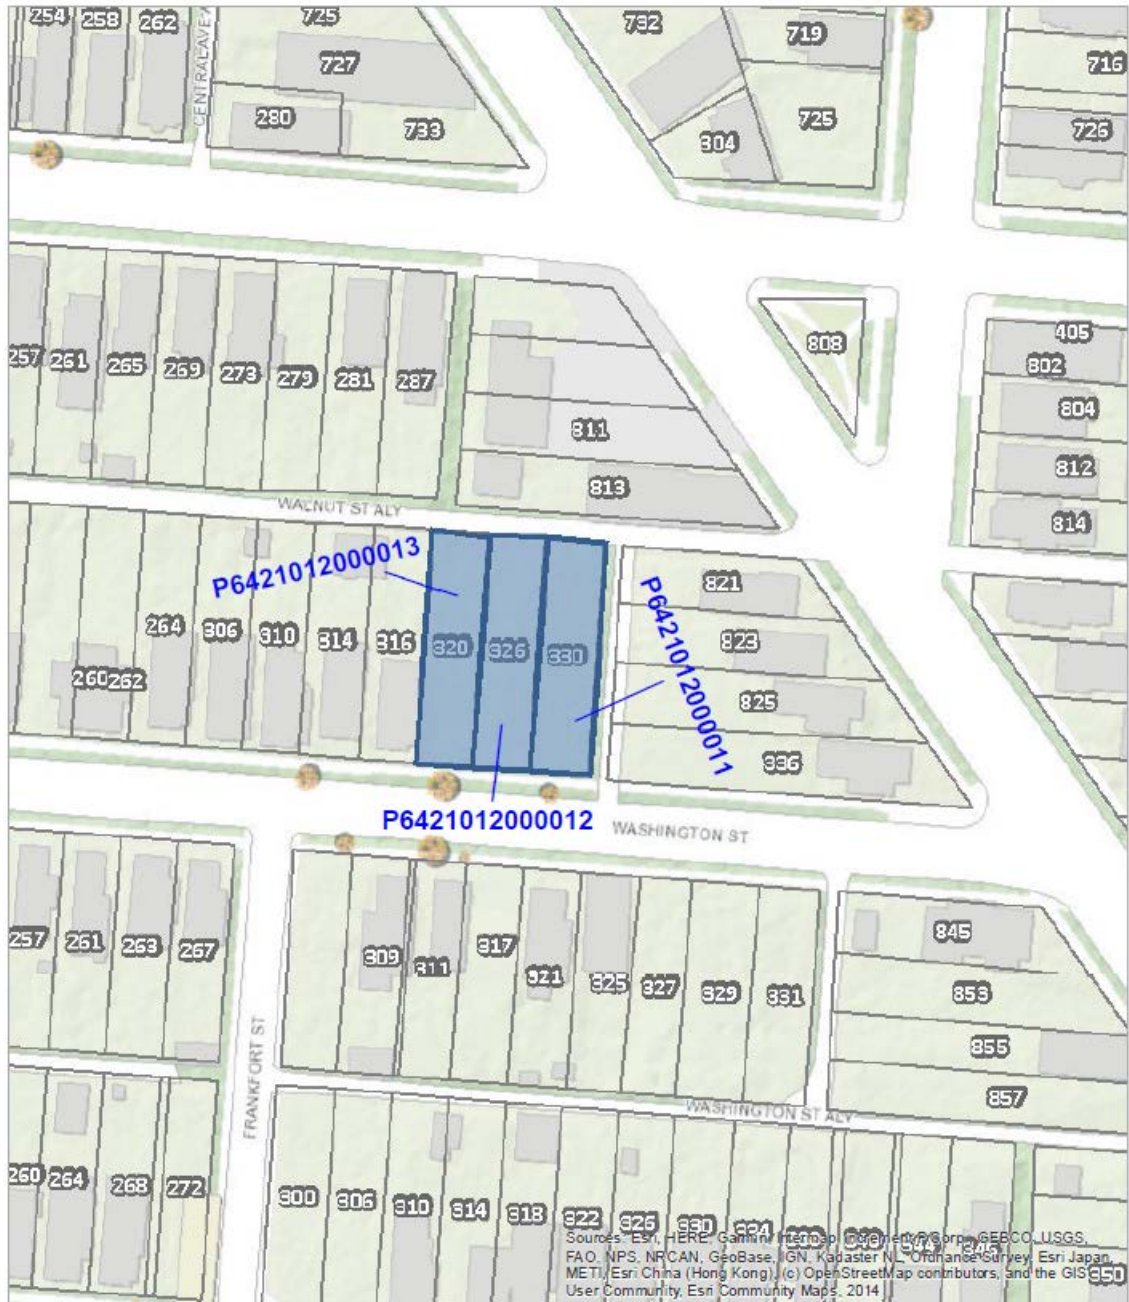 254 258 262
725
732
719
716
CENTRAL AVE
727
280
733
304
725
726
257 261 265 269 273 279 281 287
808
405
802
804
812
814
811
813
WALNUT ST ALY
P6421012000013
P6421012000011
821
823
825
336
260 262 264 306 310 314 316 320 326 330
P6421012000012
WASHINGTON ST
257 261 263 267
309 311 317 321 325 327 329 331
845
853
855
857
FRANKFORT ST
WASHINGTON ST ALY
260 264 268 272
300 306 310 314 318 322 326 330 334
346
350
Sources: Esri, HERE, Garmin, Intermap, increment P Corp., GEBCO, USGS,
FAO, NPS, NRCAN, GeoBase, IGN, Kadaster NL, Ordnance Survey, Esri Japan,
METI, Esri China (Hong Kong), (c) OpenStreetMap contributors, and the GIS
User Community, Esri Community Maps, 2014